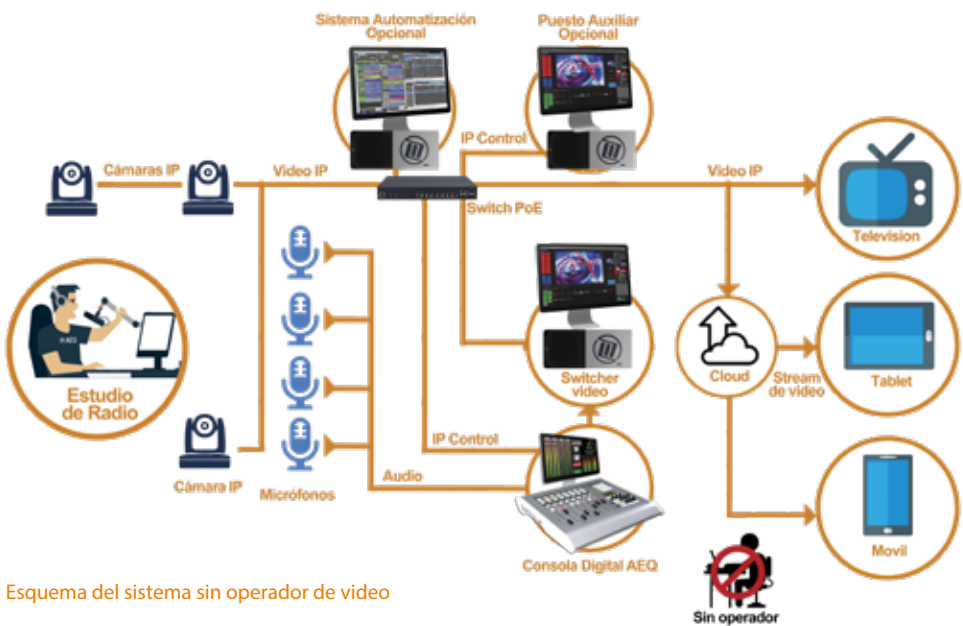 Sistema Automatización
Opcional
Puesto Auxiliar
Opcional
IP Control
Cámaras IP
Video IP
Video IP
Switch PoE
Television
Estudio
de Radio
Switcher
video
Cloud
Stream
de video
Tablet
IP Control
Audio
Cámara IP
Micrófonos
Consola Digital AEQ
Movil
Esquema del sistema sin operador de video
Sin operador